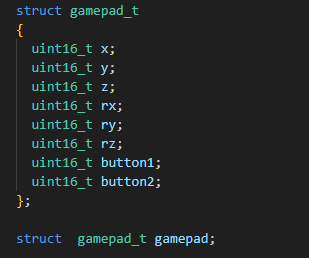 struct gamepad_t
{
  uint16_t x;
  uint16_t y;
  uint16_t z;
  uint16_t rx;
  uint16_t ry;
  uint16_t rz;
  uint16_t button1;
  uint16_t button2;
};
struct  gamepad_t gamepad;